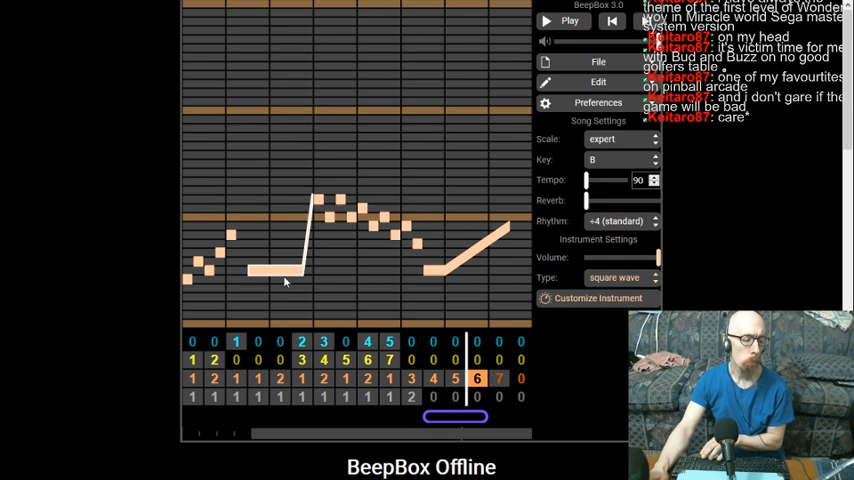 BeepBox 3.0
Play
File
Edit
Preferences
Song Settings
Scale: expert
Key: B
Tempo: 90
Reverb:
Rhythm: ÷4 (standard)
Instrument Settings
Volume:
Type: square wave
Customize Instrument
theme of the first level of Wonder
boy in Miracle world Sega master
system version
Keitaro87: on my head
Keitaro87: it's victim time for me
with Bud and Buzz on no good
golfers table
Keitaro87: one of my favourtites
on pinball arcade
Keitaro87: and i don't gare if the
game will be bad
Keitaro87: care*
0 0 1 0 0 2 3 0 4 5 0 0 0 0 0 0
1 2 0 0 0 3 4 5 6 7 0 0 0 0 0 0
1 2 1 1 2 1 2 1 2 1 3 4 5 6 7 0
1 1 1 1 1 1 1 1 1 1 2 0 0 0 0 0
BeepBox Offline